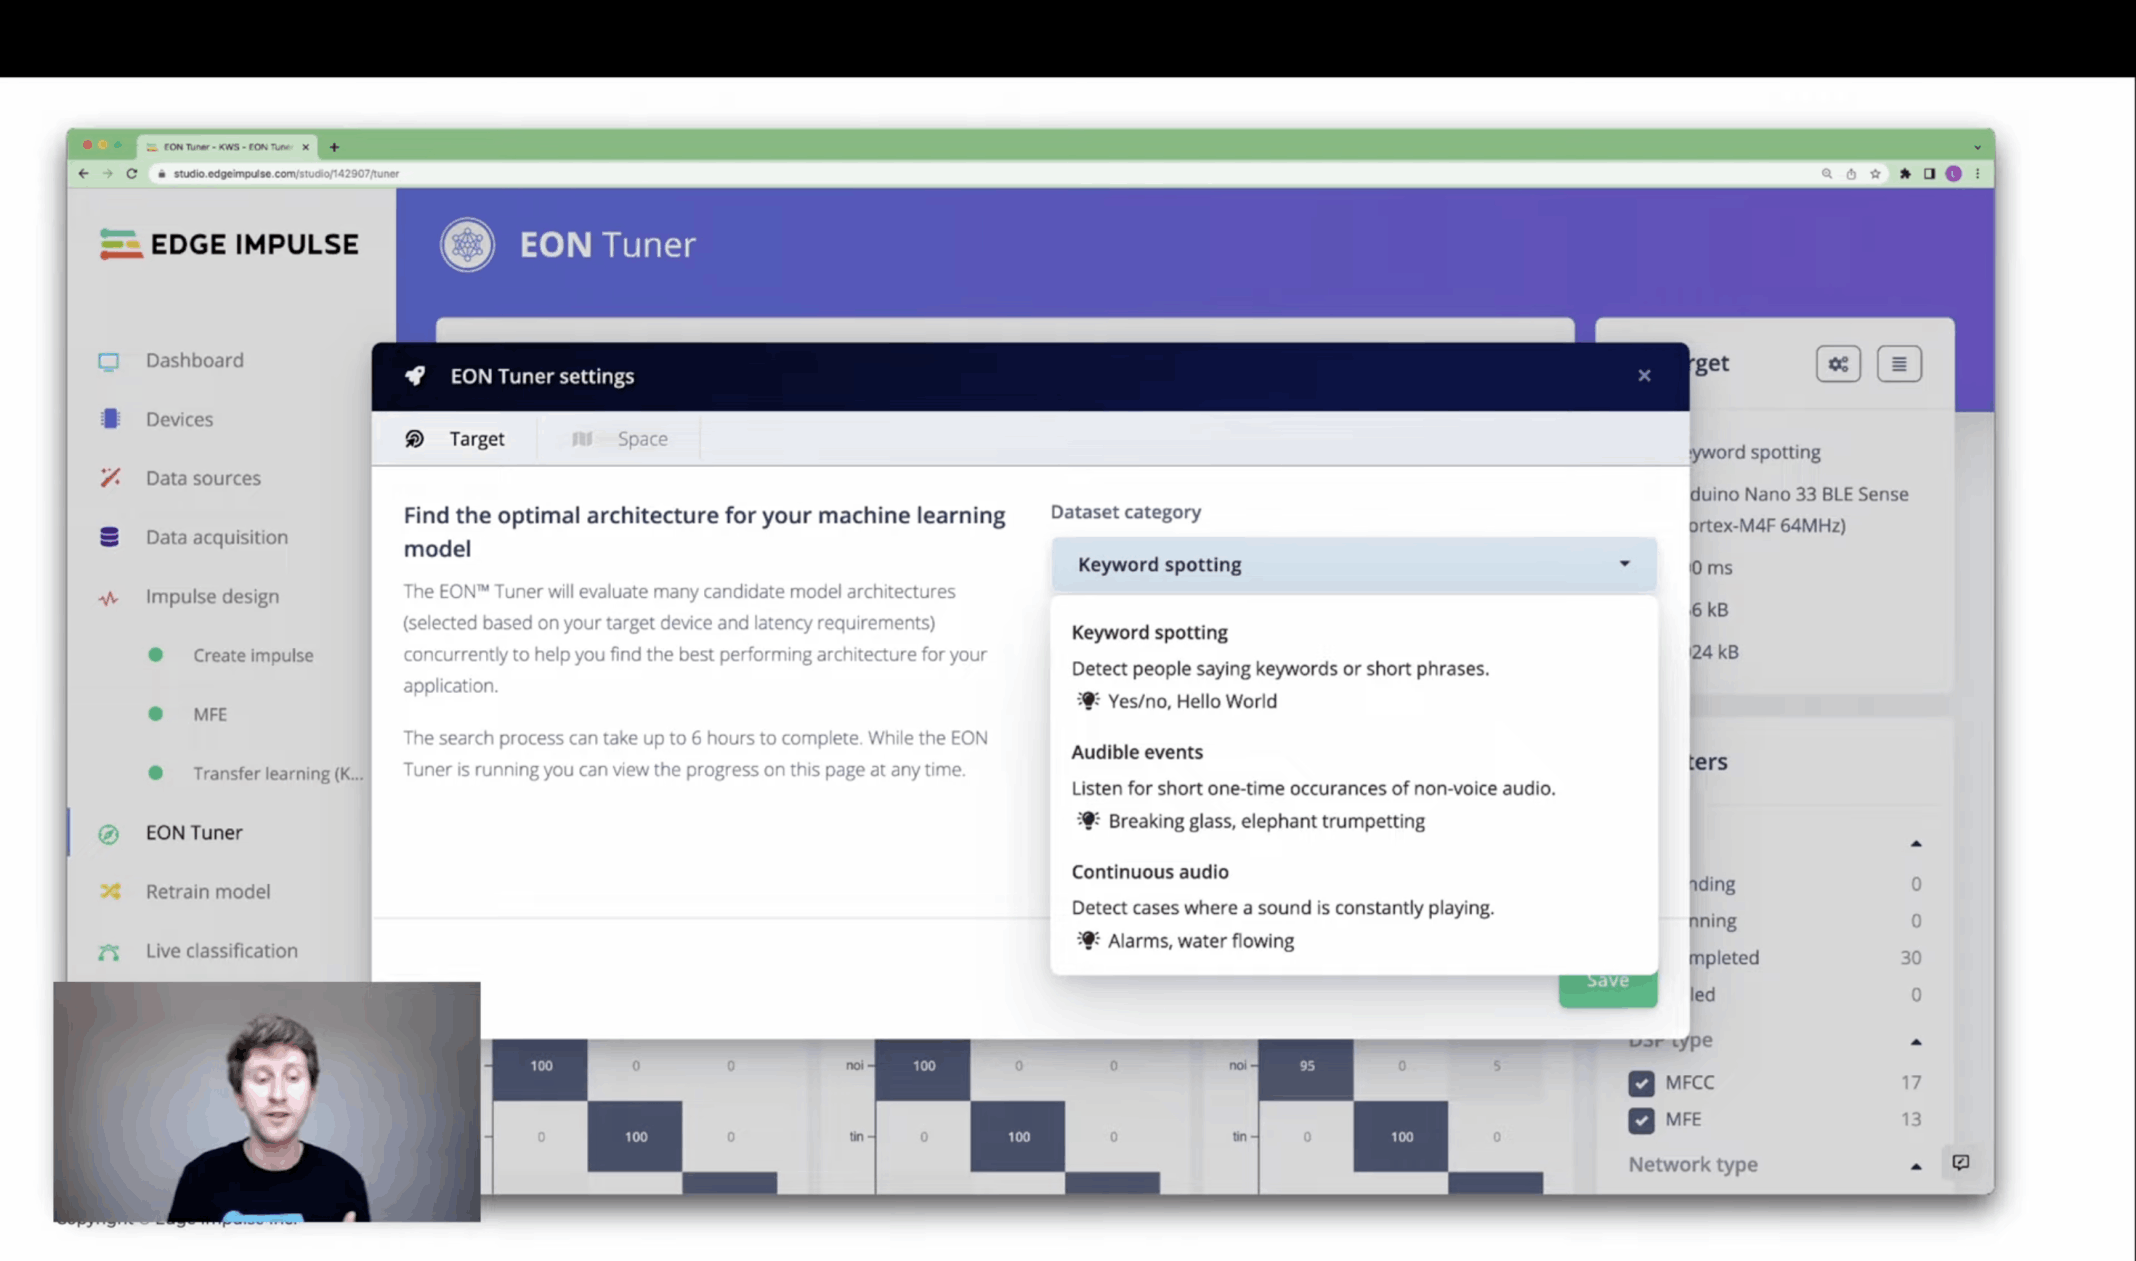 EON Tuner - KWS - EON Tune
studio.edgeimpulse.com/studio/142907/tuner
EDGE IMPULSE
EON Tuner
Dashboard
Devices
Data sources
Data acquisition
Impulse design
Create impulse
MFE
Transfer learning (K...
EON Tuner
Retrain model
Live classification
EON Tuner settings
Target
Space
Find the optimal architecture for your machine learning
model
The EON™ Tuner will evaluate many candidate model architectures
(selected based on your target device and latency requirements)
concurrently to help you find the best performing architecture for your
application.
The search process can take up to 6 hours to complete. While the EON
Tuner is running you can view the progress on this page at any time.
Dataset category
Keyword spotting
Keyword spotting
Detect people saying keywords or short phrases.
Yes/no, Hello World
Audible events
Listen for short one-time occurances of non-voice audio.
Breaking glass, elephant trumpetting
Continuous audio
Detect cases where a sound is constantly playing.
Alarms, water flowing
Save
rget
yword spotting
duino Nano 33 BLE Sense
ortex-M4F 64MHz)
0 ms
6 kB
24 kB
ters
nding 0
nning 0
mpleted 30
led 0
DSP type
MFCC 17
MFE 13
Network type
100 0 0
0 100 0
noi 100 0 0
tin 0 100 0
noi 95 0 5
tin 0 100 0
Copyright © Edge Impulse Inc.